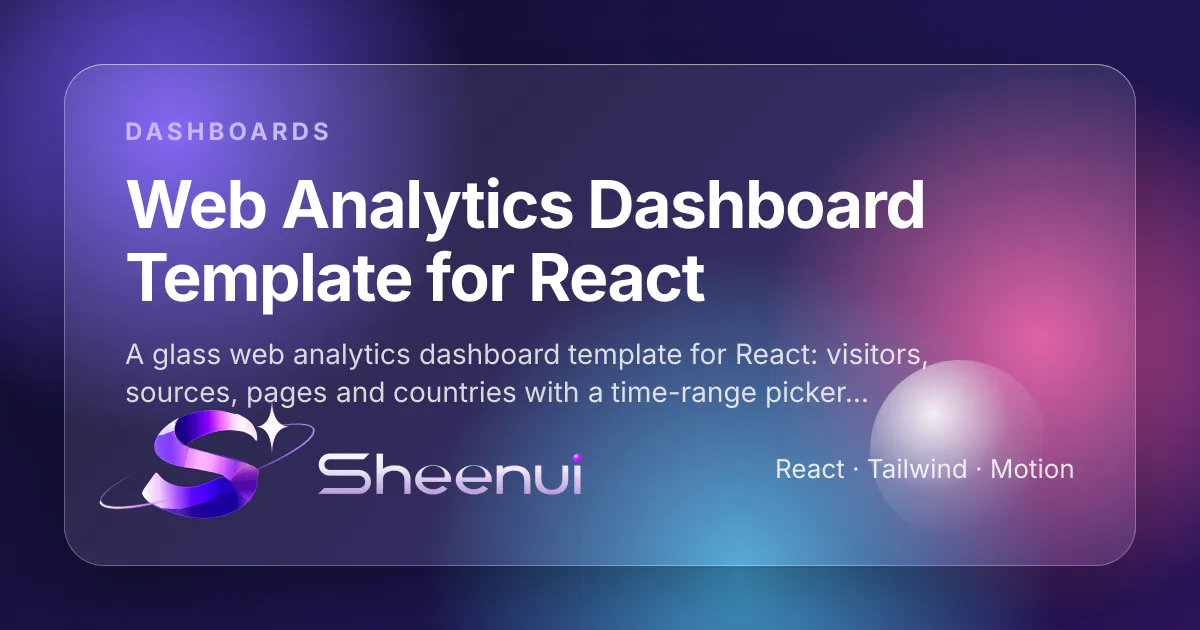 DASHBOARDS
Web Analytics Dashboard
Template for React
A glass web analytics dashboard template for React: visitors,
sources, pages and countries with a time-range picker...
Sheenui
React · Tailwind · Motion